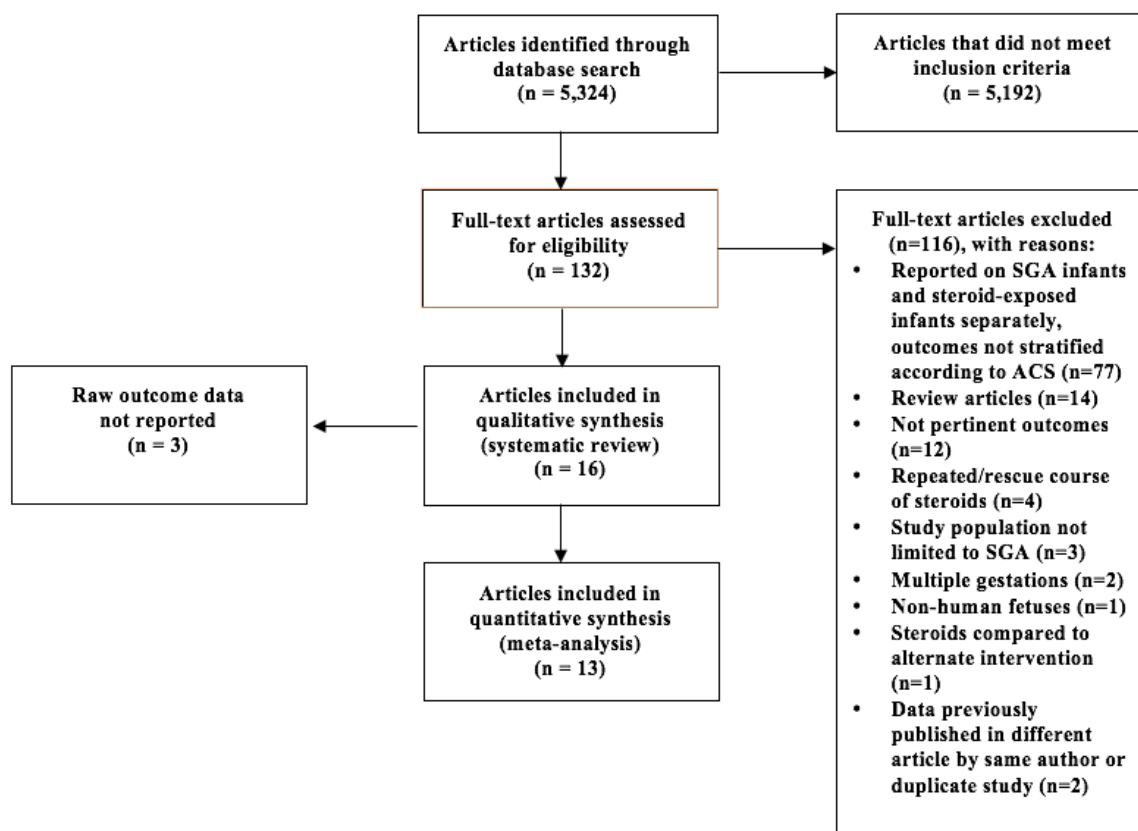 Articles identified through
database search
(n = 5,324)
Articles that did not meet
inclusion criteria
(n = 5,192)
Full-text articles assessed
for eligibility
(n = 132)
Full-text articles excluded
(n=116), with reasons:
• Reported on SGA infants
and steroid-exposed
infants separately,
outcomes not stratified
according to ACS (n=77)
• Review articles (n=14)
• Not pertinent outcomes
(n=12)
• Repeated/rescue course
of steroids (n=4)
• Study population not
limited to SGA (n=3)
• Multiple gestations (n=2)
• Non-human fetuses (n=1)
• Steroids compared to
alternate intervention
(n=1)
• Data previously
published in different
article by same author or
duplicate study (n=2)
Raw outcome data
not reported
(n = 3)
Articles included in
qualitative synthesis
(systematic review)
n = 16
Articles included in
quantitative synthesis
(meta-analysis)
n = 13